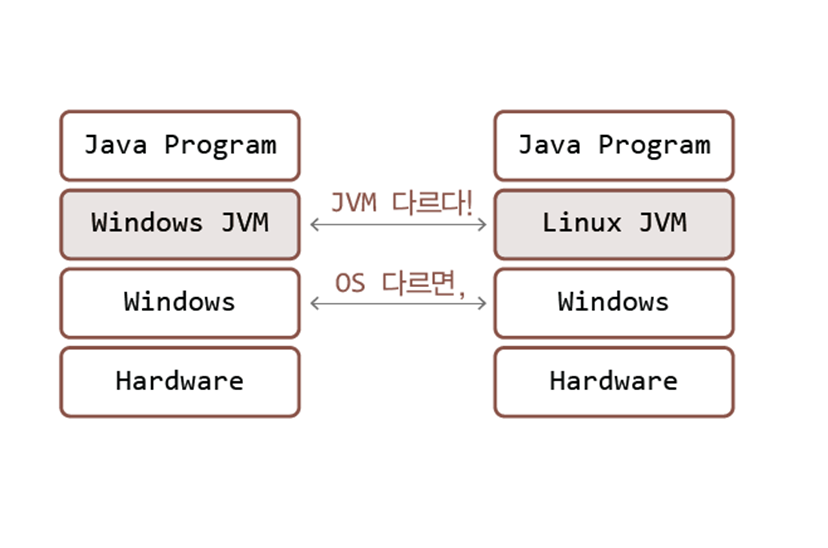 Java Program
Java Program
Windows JVM
JVM 다르다!
Linux JVM
Windows
OS 다르면,
Windows
Hardware
Hardware